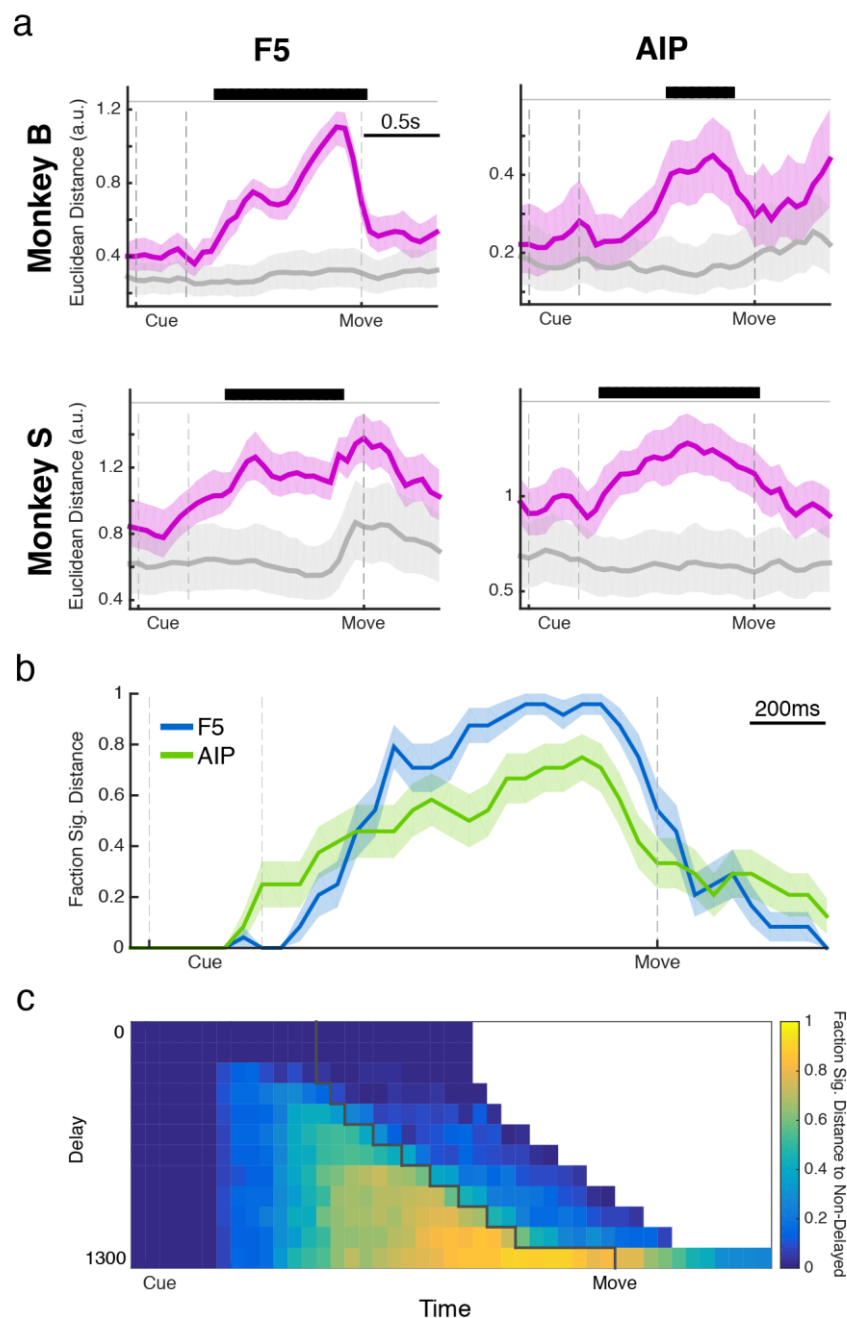 a
F5
AIP
Monkey B
Euclidean Distance (a.u.)
1.2
0.8
0.4
0.5s
Cue
Move
0.4
0.2
Cue
Move
Monkey S
Euclidean Distance (a.u.)
1.2
0.8
0.4
Cue
Move
1
0.5
Cue
Move
b
Faction Sig. Distance
1
0.8
0.6
0.4
0.2
0
F5
AIP
200ms
Cue
Move
c
Delay
0
1300
Cue
Move
Time
1
0.8
0.6
0.4
0.2
0
Faction Sig. Distance to Non-Delayed